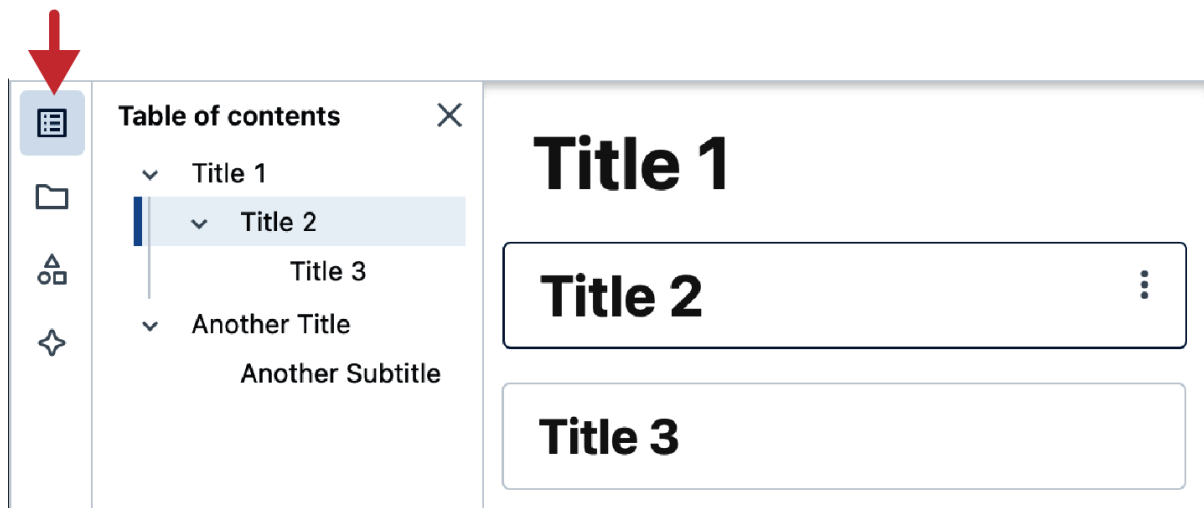 Table of contents
Title 1
Title 2
Title 3
Another Title
Another Subtitle
Title 1
Title 2
Title 3